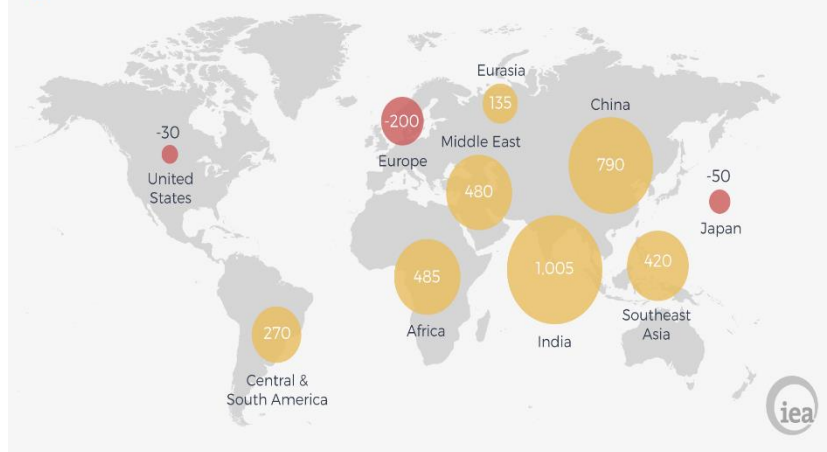 Eurasia
135
China
-30
-200
Middle East
790
United
States
Europe
480
-50
Japan
485
1,005
420
Africa
India
Southeast
Asia
270
Central &
South America
iea